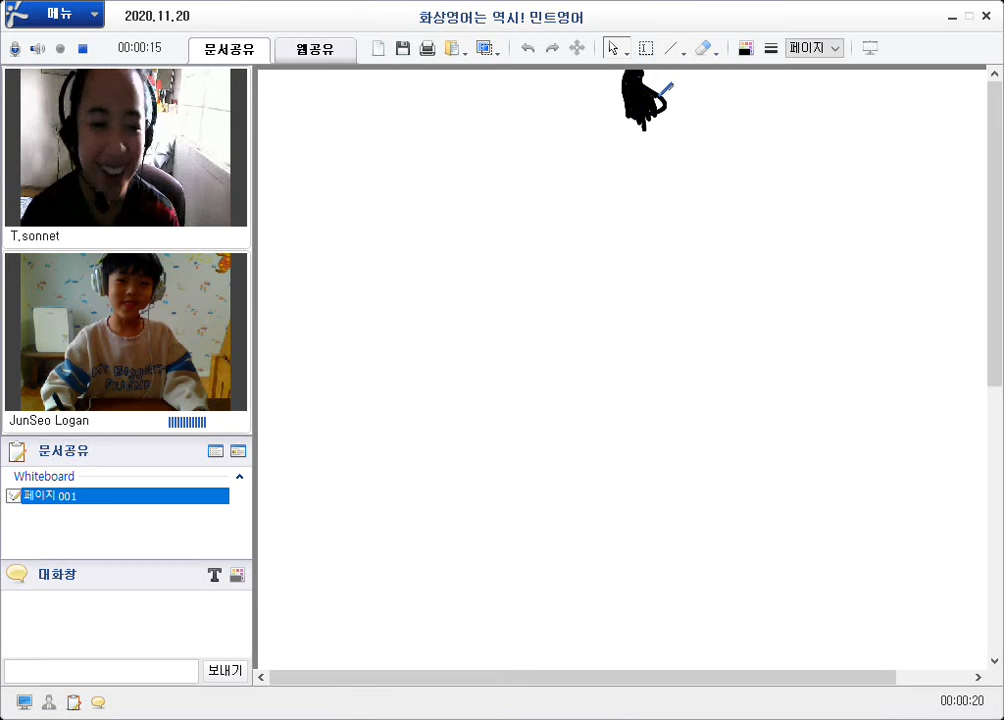 메뉴
2020.11.20
화상영어는 역시! 민트영어
00:00:15
문서공유
웹공유
페이지
T.sonnet
JunSeo Logan
문서공유
Whiteboard
페이지 001
대화창
T
보내기
00:00:20